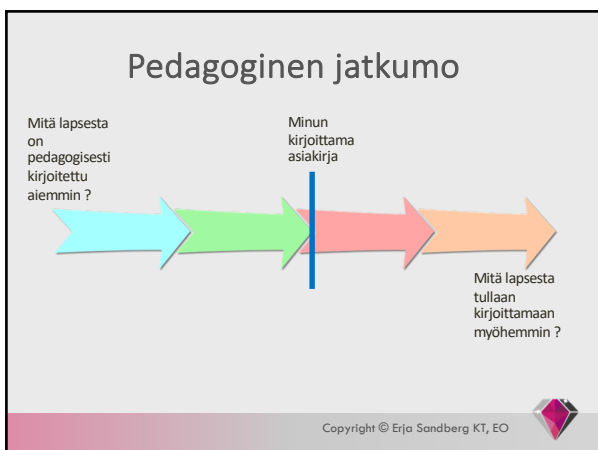 Pedagoginen jatkumo
Mitä lapsesta
on
pedagogisesti
kirjoitettu
aiemmin ?
Minun
kirjoittama
asiakirja
Mitä lapsesta
tullaan
kirjoittamaan
myöhemmin ?
Copyright © Erja Sandberg KT, EO